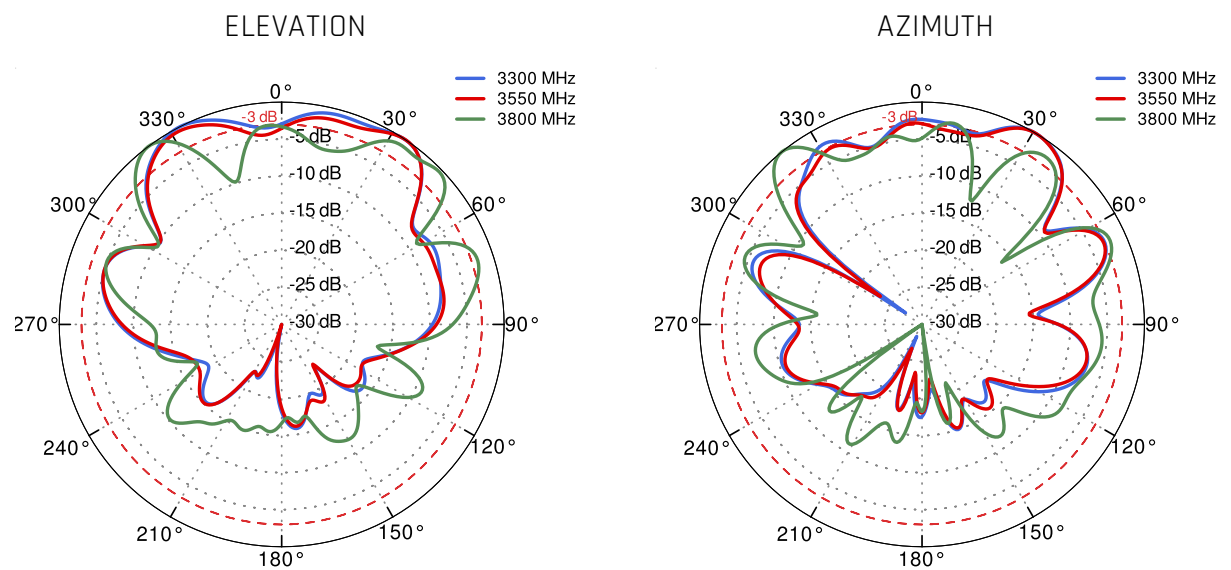 ELEVATION
3300 MHz
3550 MHz
3800 MHz
0°
330°
-3 dB
30°
-5 dB
-10 dB
300°
-15 dB
60°
-20 dB
-25 dB
270°
-30 dB
90°
240°
120°
210°
150°
180°
AZIMUTH
3300 MHz
3550 MHz
3800 MHz
0°
330°
-3 dB
30°
-5 dB
-10 dB
300°
-15 dB
60°
-20 dB
-25 dB
270°
-30 dB
90°
240°
120°
210°
150°
180°